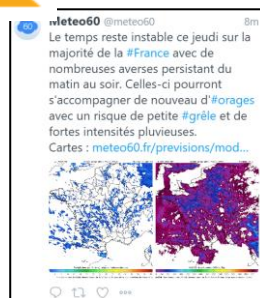 60
Meteo60 @meteo60 8m
Le temps reste instable ce jeudi sur la
majorité de la #France avec de
nombreuses averses persistant du
matin au soir. Celles-ci pourront
s'accompagner de nouveau d'#orages
avec un risque de petite #grêle et de
fortes intensités pluvieuses.
Cartes : meteo60.fr/previsions/mod...